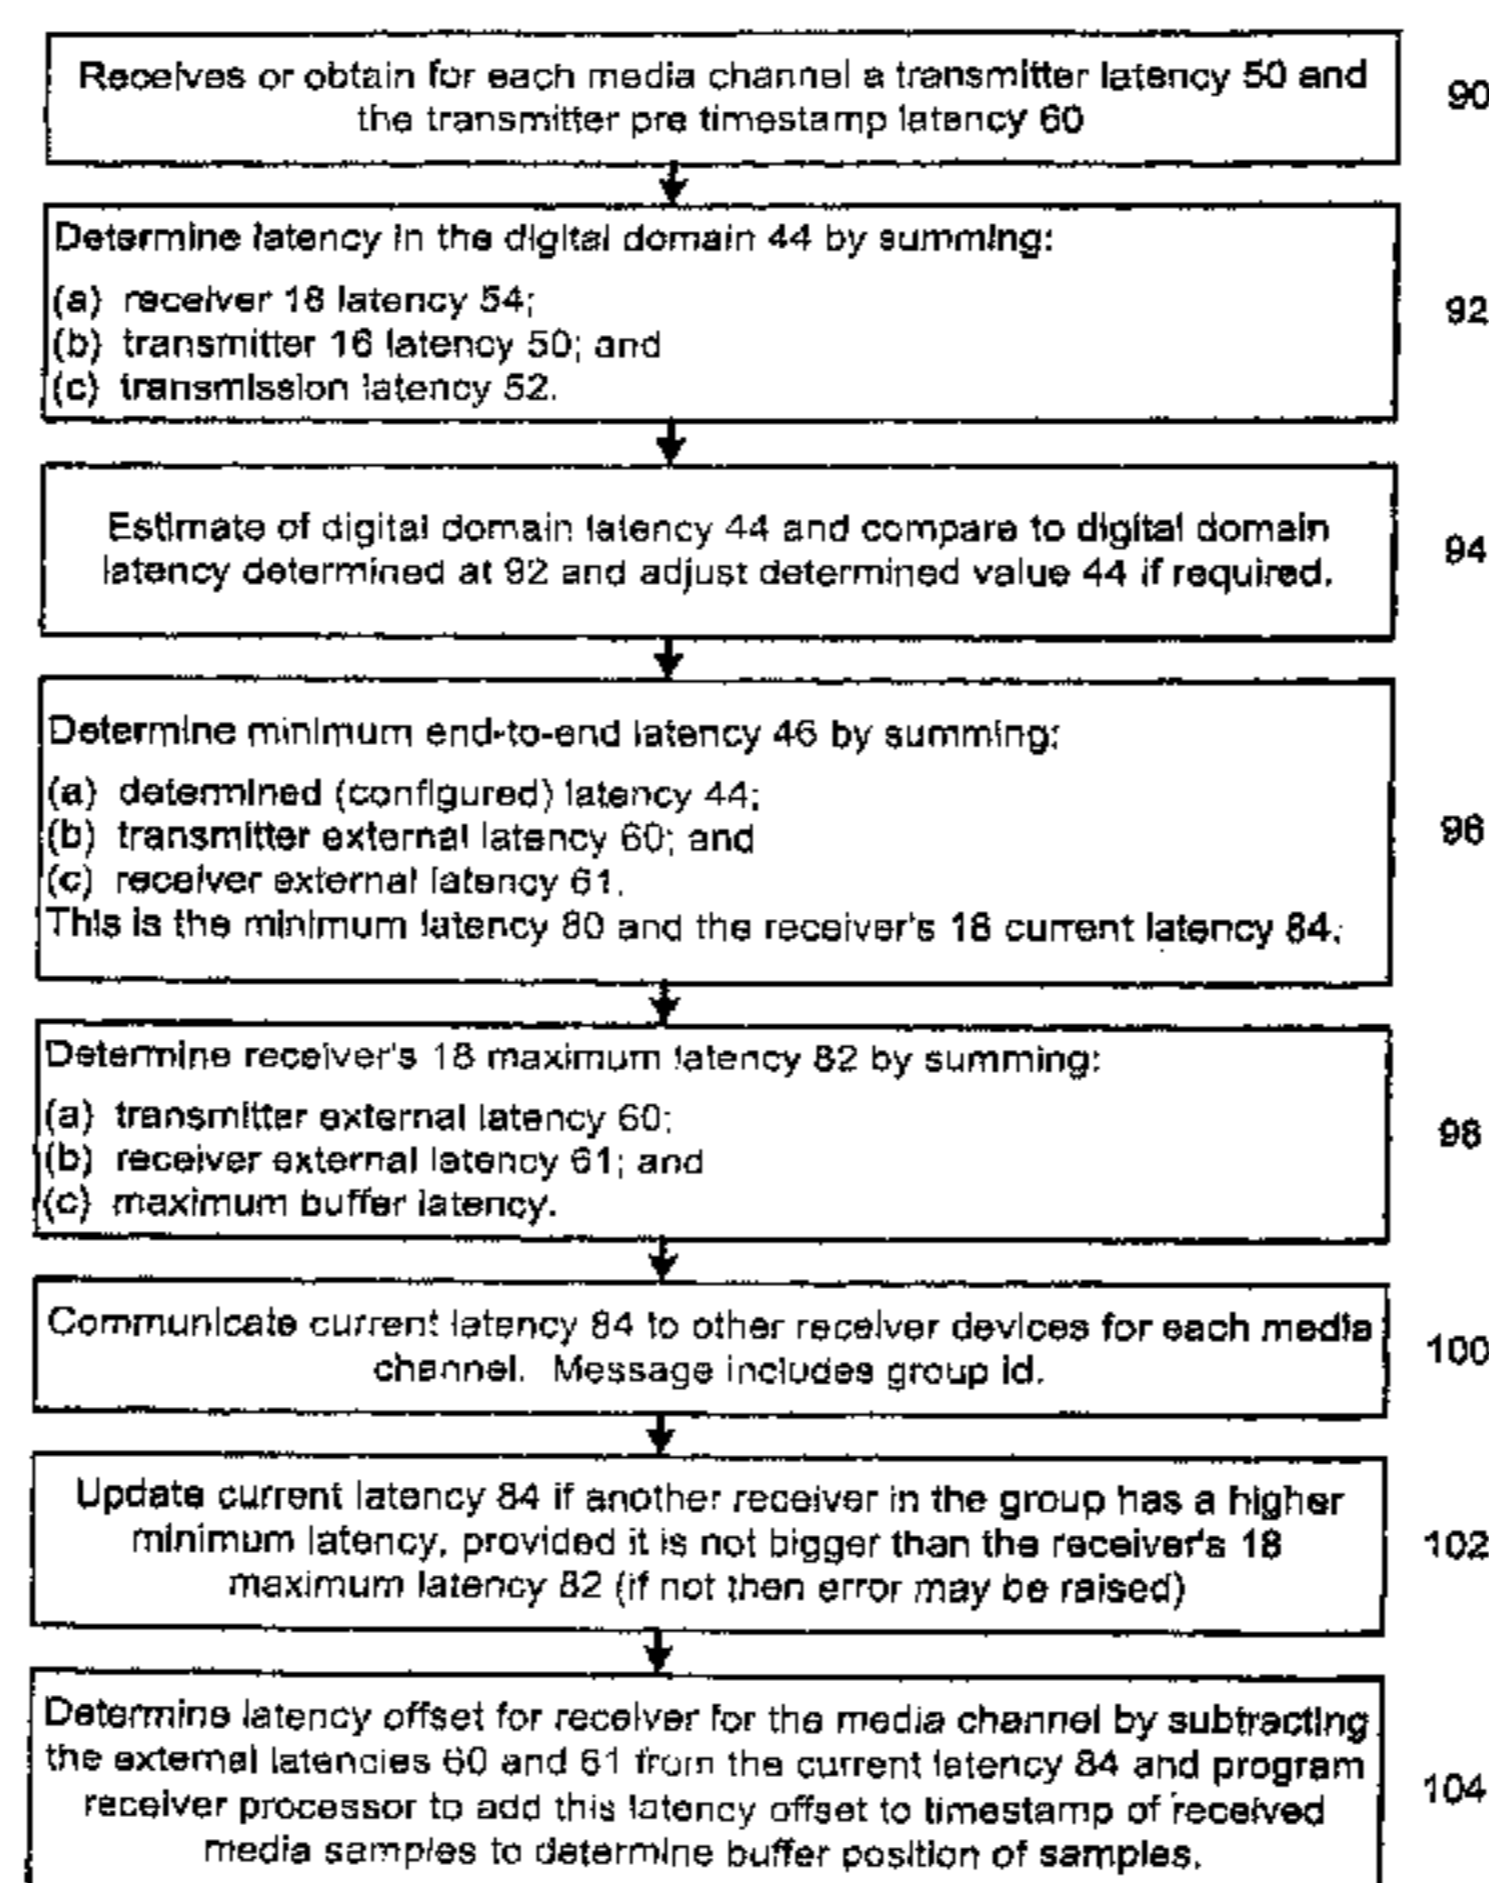 Receives or obtain for each media channel a transmitter latency 50 and
the transmitter pre timestamp latency 60
90
Determine latency in the digital domain 44 by summing:
(a) receiver 18 latency 54;
(b) transmitter 16 latency 50; and
(c) transmission latency 52.
92
Estimate of digital domain latency 44 and compare to digital domain
latency determined at 92 and adjust determined value 44 if required.
94
Determine minimum end-to-end latency 46 by summing:
(a) determined (configured) latency 44;
(b) transmitter external latency 60; and
(c) receiver external latency 61.
This is the minimum latency 80 and the receiver's 18 current latency 84.
96
Determine receiver's 18 maximum latency 82 by summing:
(a) transmitter external latency 60;
(b) receiver external latency 61; and
(c) maximum buffer latency.
98
Communicate current latency 84 to other receiver devices for each media
channel. Message includes group id.
100
Update current latency 84 if another receiver in the group has a higher
minimum latency, provided it is not bigger than the receiver's 18
maximum latency 82 (if not then error may be raised)
102
Determine latency offset for receiver for the media channel by subtracting
the external latencies 60 and 61 from the current latency 84 and program
receiver processor to add this latency offset to timestamp of received
media samples to determine buffer position of samples.
104